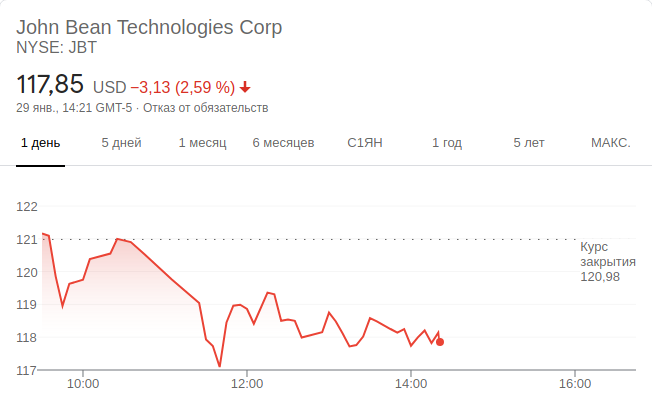 John Bean Technologies Corp
NYSE: JBT
117,85 USD −3,13 (2,59 %)
29 янв., 14:21 GMT-5 · Отказ от обязательств
1 день 5 дней 1 месяц 6 месяцев С1ЯН 1 год 5 лет МАКС.
122
121
Курс
закрытия
120,98
120
119
118
117
10:00 12:00 14:00 16:00